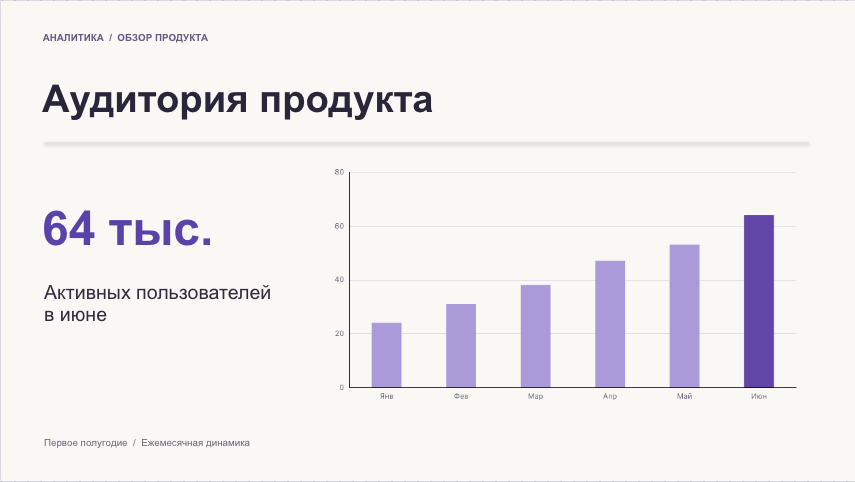 АНАЛИТИКА / ОБЗОР ПРОДУКТА
Аудитория продукта
64 тыс.
Активных пользователей
в июне
80
60
40
20
0
Янв Фев Мар Апр Май Июн
Первое полугодие / Ежемесячная динамика